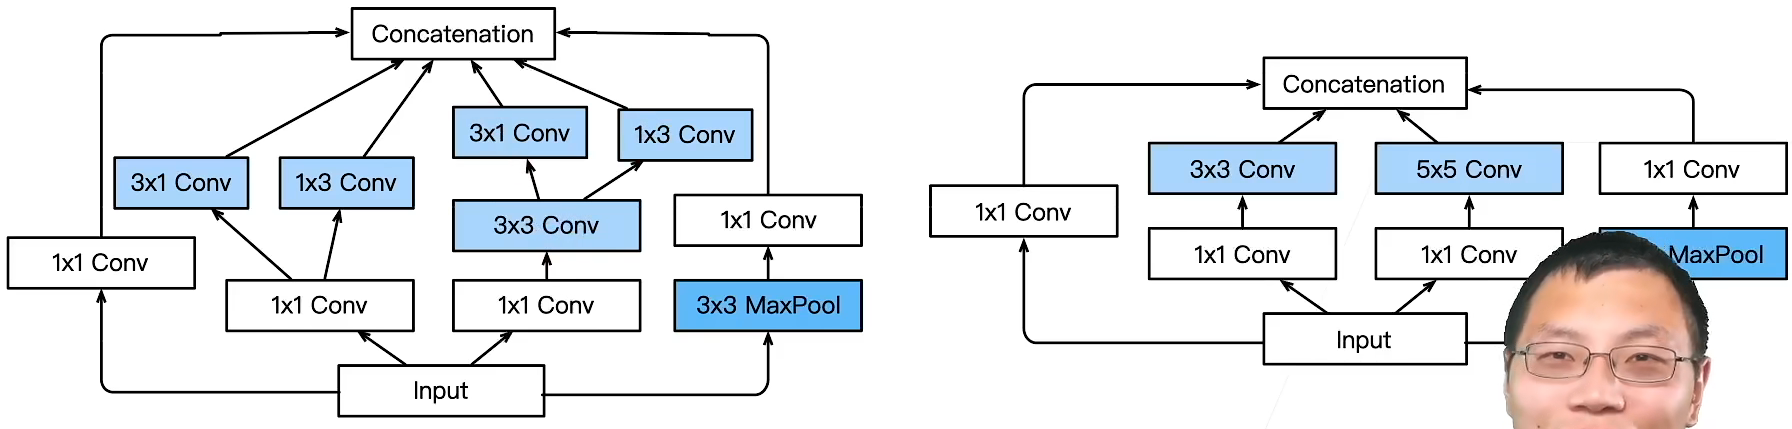 Concatenation
3x1 Conv
1x3 Conv
3x1 Conv
1x3 Conv
3x3 Conv
1x1 Conv
1x1 Conv
1x1 Conv
1x1 Conv
3x3 MaxPool
Input
Concatenation
3x3 Conv
5x5 Conv
1x1 Conv
1x1 Conv
1x1 Conv
1x1 Conv
MaxPool
Input